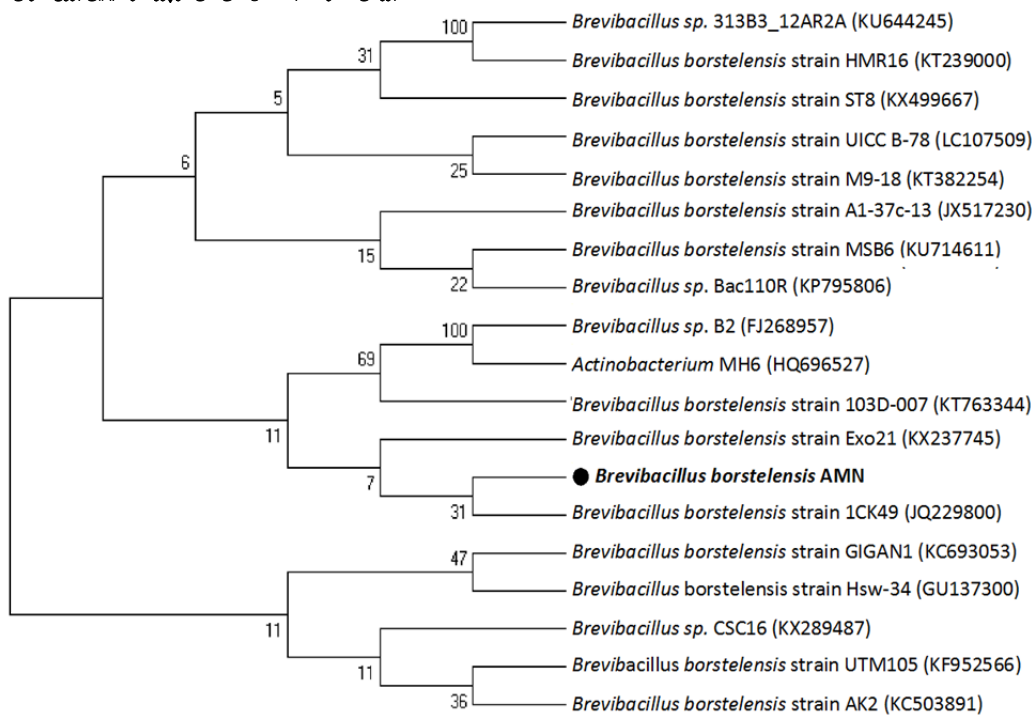 100
Brevibacillus sp. 313B3_12AR2A (KU644245)
31
Brevibacillus borstelensis strain HMR16 (KT239000)
5
Brevibacillus borstelensis strain ST8 (KX499667)
Brevibacillus borstelensis strain UICC B-78 (LC107509)
6
25
Brevibacillus borstelensis strain M9-18 (KT382254)
Brevibacillus borstelensis strain A1-37c-13 (JX517230)
15
Brevibacillus borstelensis strain MSB6 (KU714611)
22
Brevibacillus sp. Bac110R (KP795806)
100
Brevibacillus sp. B2 (FJ268957)
69
Actinobacterium MH6 (HQ696527)
'Brevibacillus borstelensis strain 103D-007 (KT763344)
11
Brevibacillus borstelensis strain Exo21 (KX237745)
7
● Brevibacillus borstelensis AMN
31
Brevibacillus borstelensis strain 1CK49 (JQ229800)
47
Brevibacillus borstelensis strain GIGAN1 (KC693053)
Brevibacillus borstelensis strain Hsw-34 (GU137300)
11
Brevibacillus sp. CSC16 (KX289487)
11
Brevibacillus borstelensis strain UTM105 (KF952566)
36
Brevibacillus borstelensis strain AK2 (KC503891)